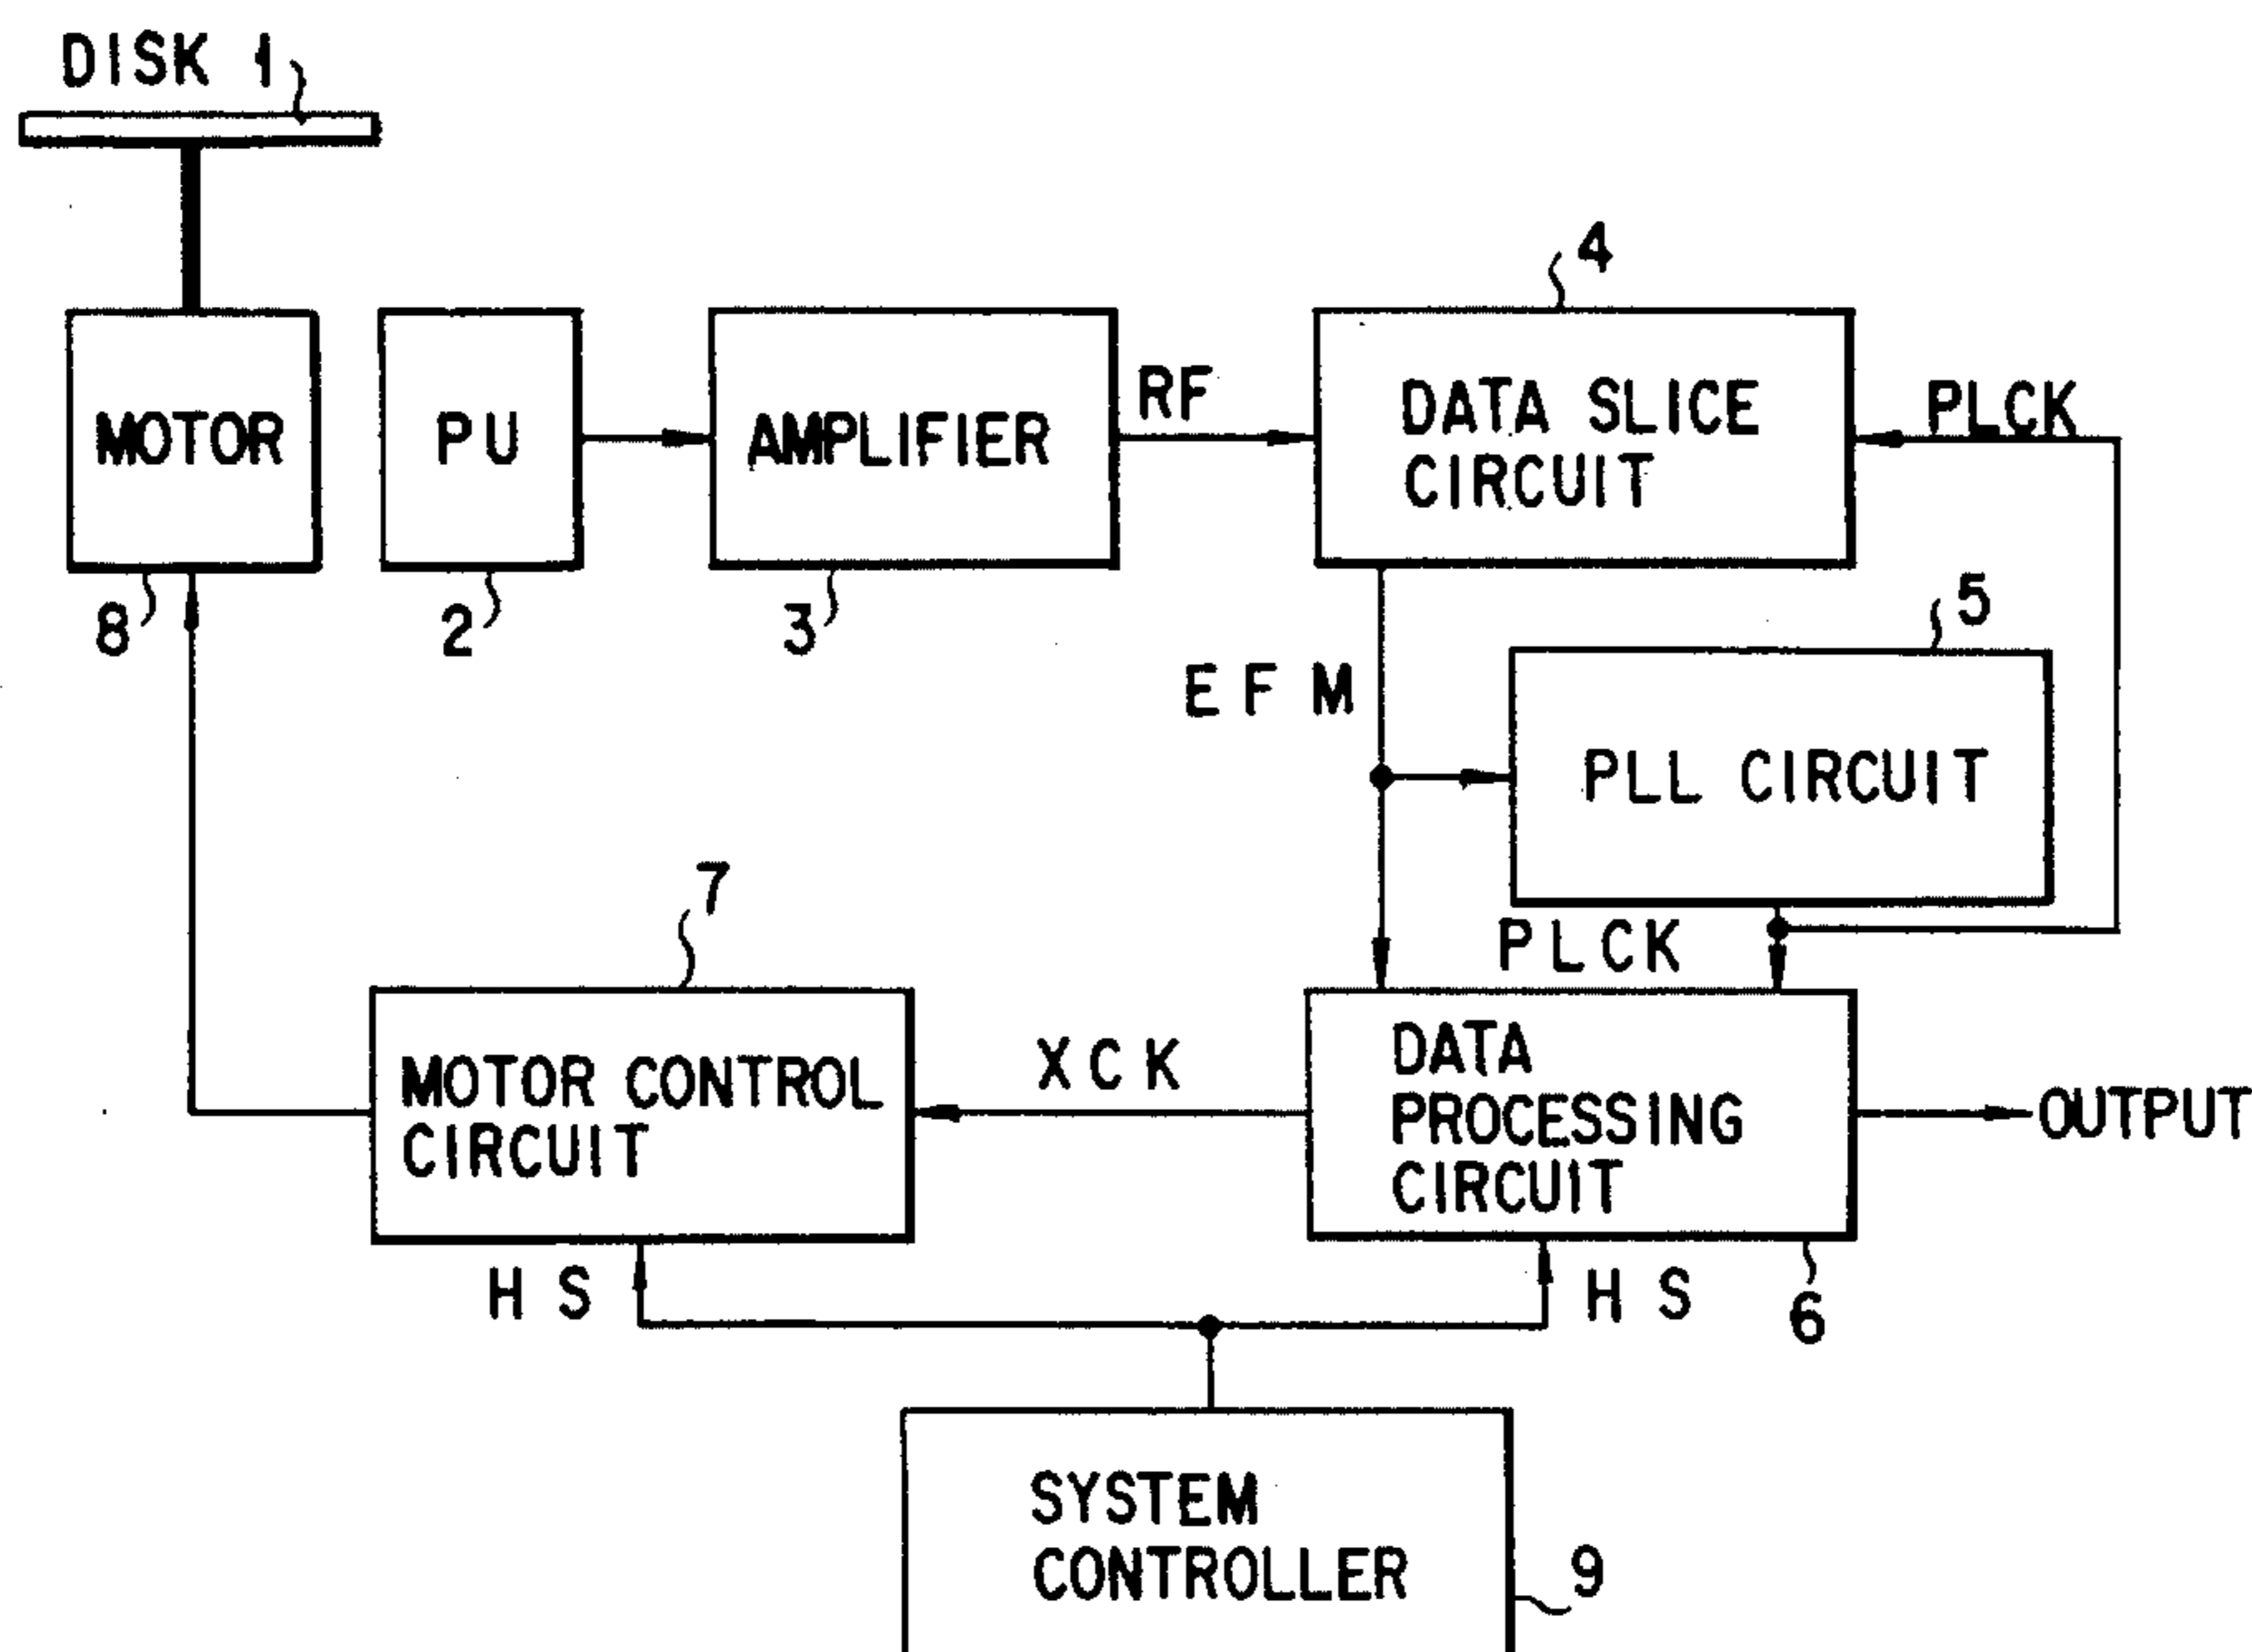 DISK 1
4
MOTOR
PU
AMPLIFIER
RF
DATA SLICE
CIRCUIT
PLCK
8
2
3
5
EFM
PLL CIRCUIT
7
PLCK
MOTOR CONTROL
CIRCUIT
XCK
DATA
PROCESSING
CIRCUIT
OUTPUT
HS
HS
6
SYSTEM
CONTROLLER
9